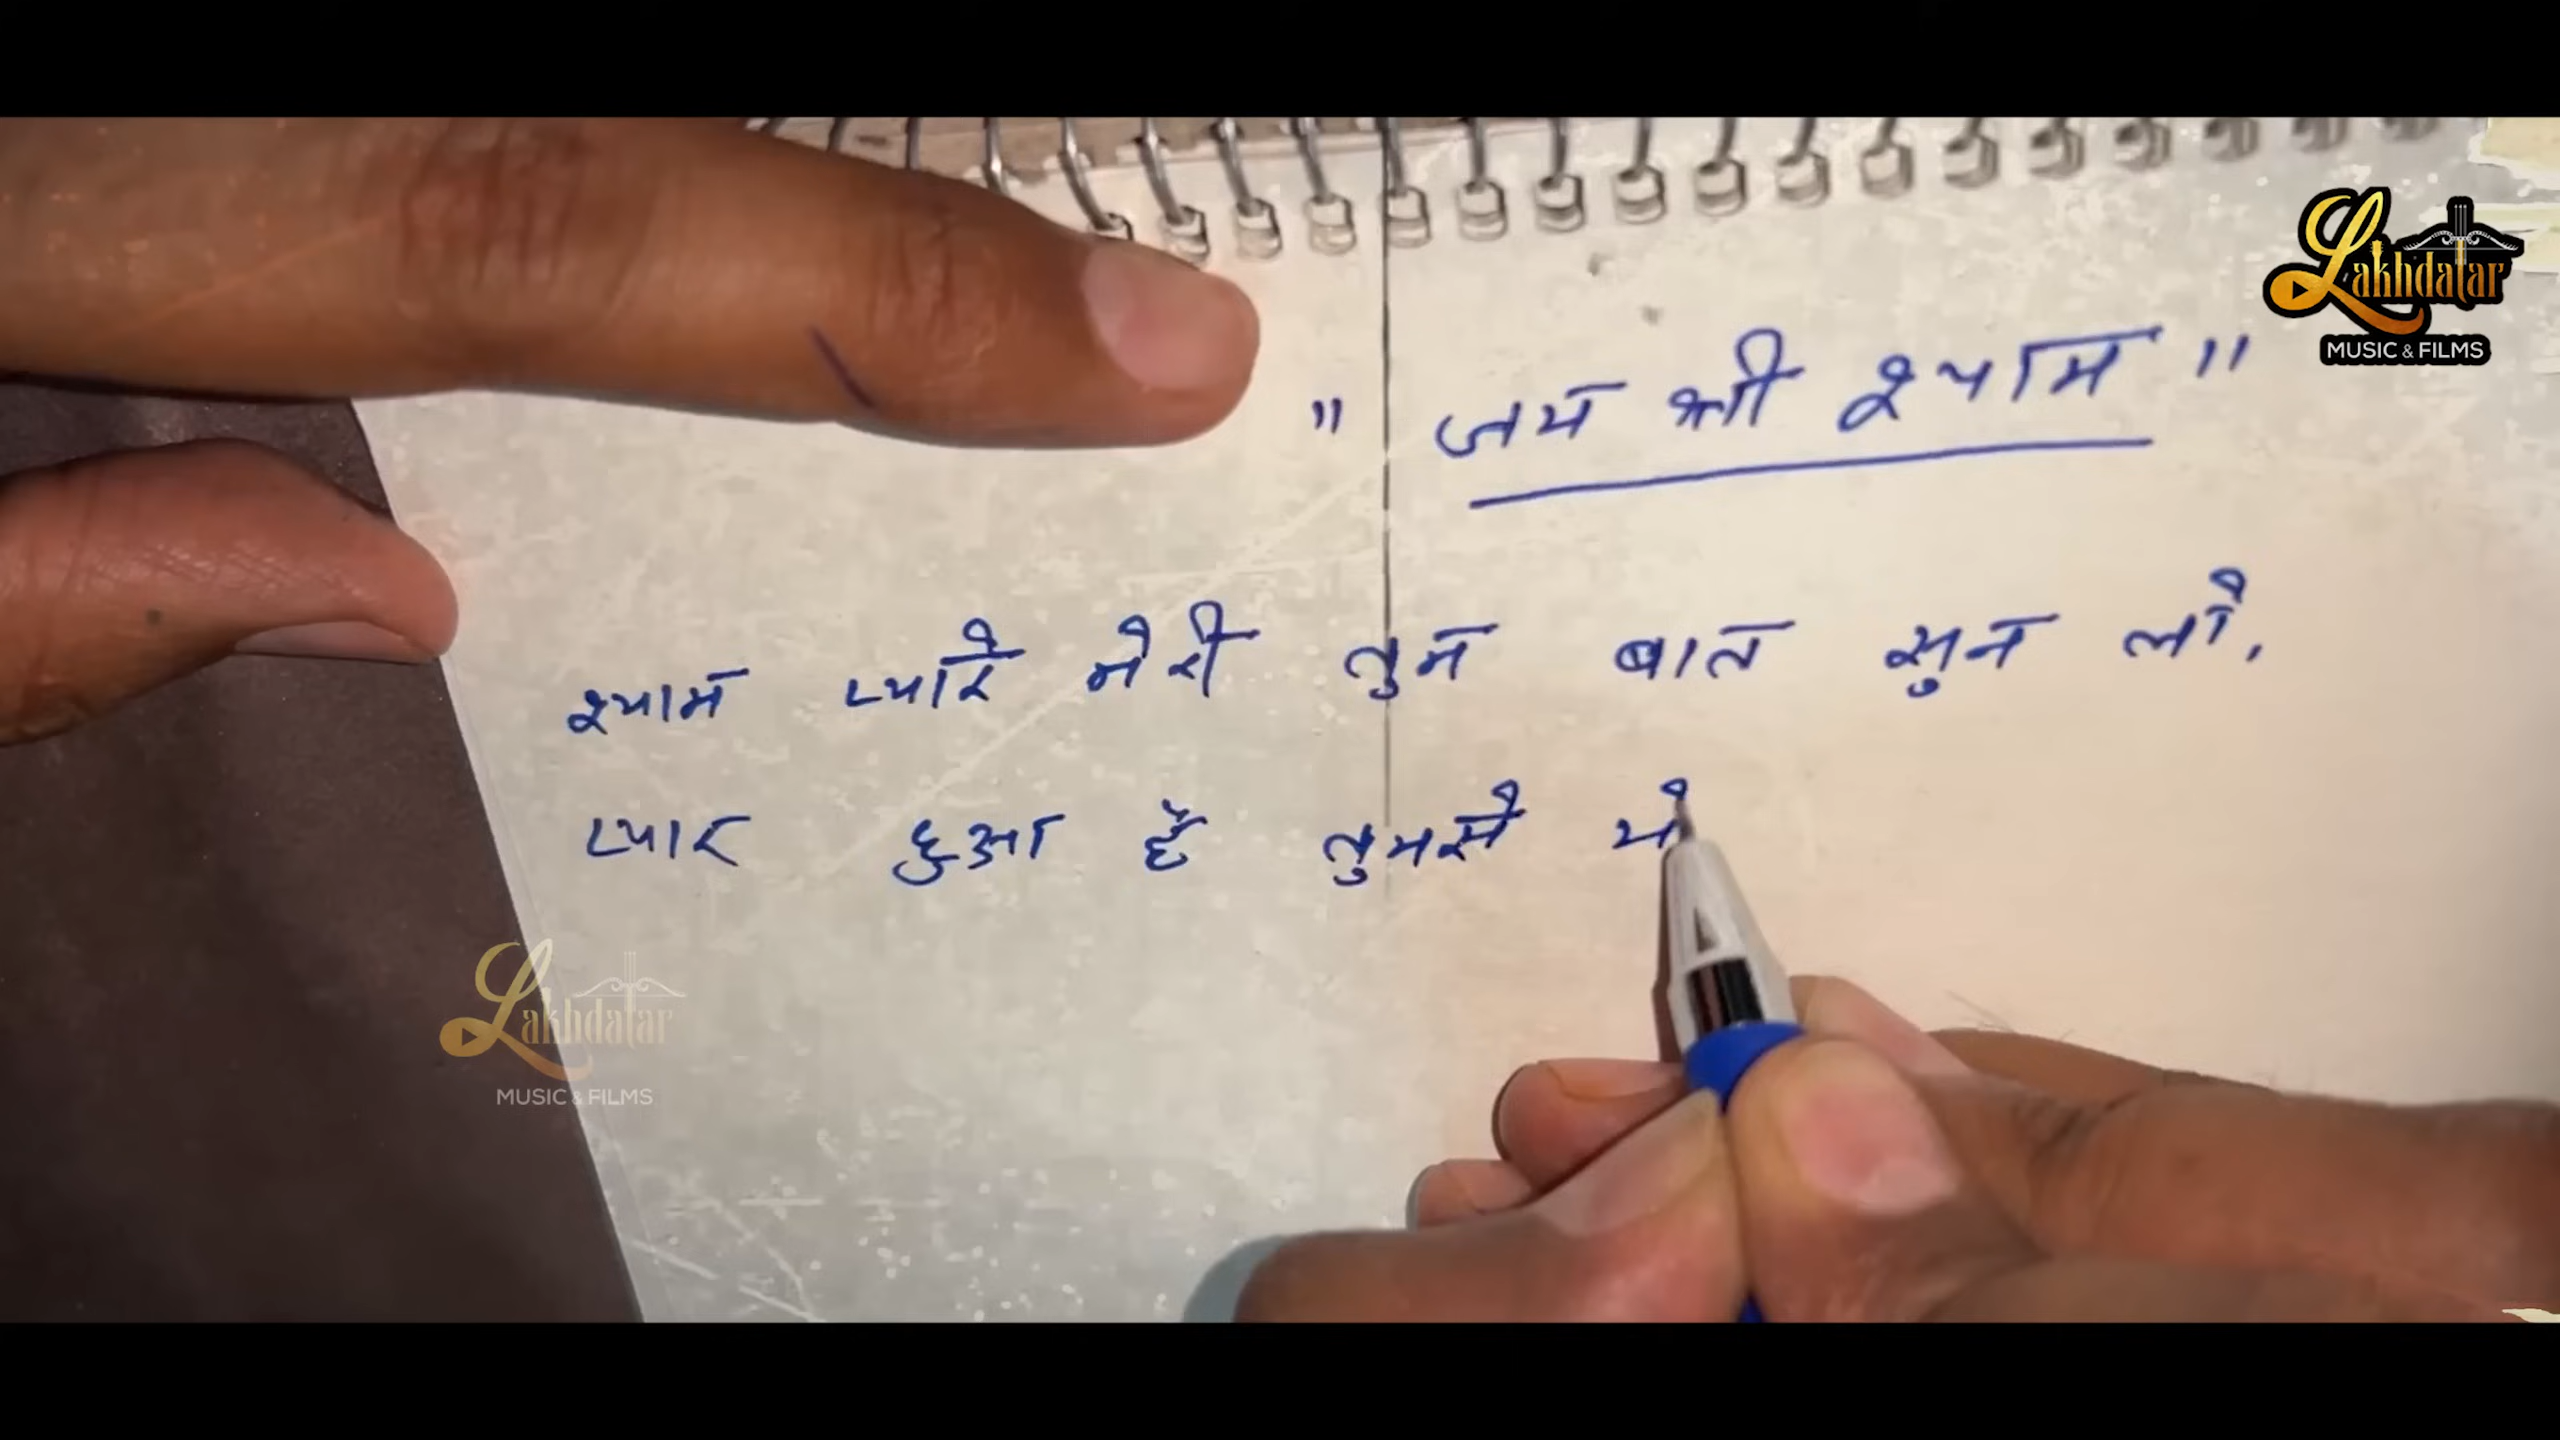 Lakhdatar
MUSIC & FILMS
" जय श्री श्याम "
श्याम प्यारे मेरी तुम बात सुन लो,
प्यार हुआ है तुमसे ये
Lakhdatar
MUSIC & FILMS